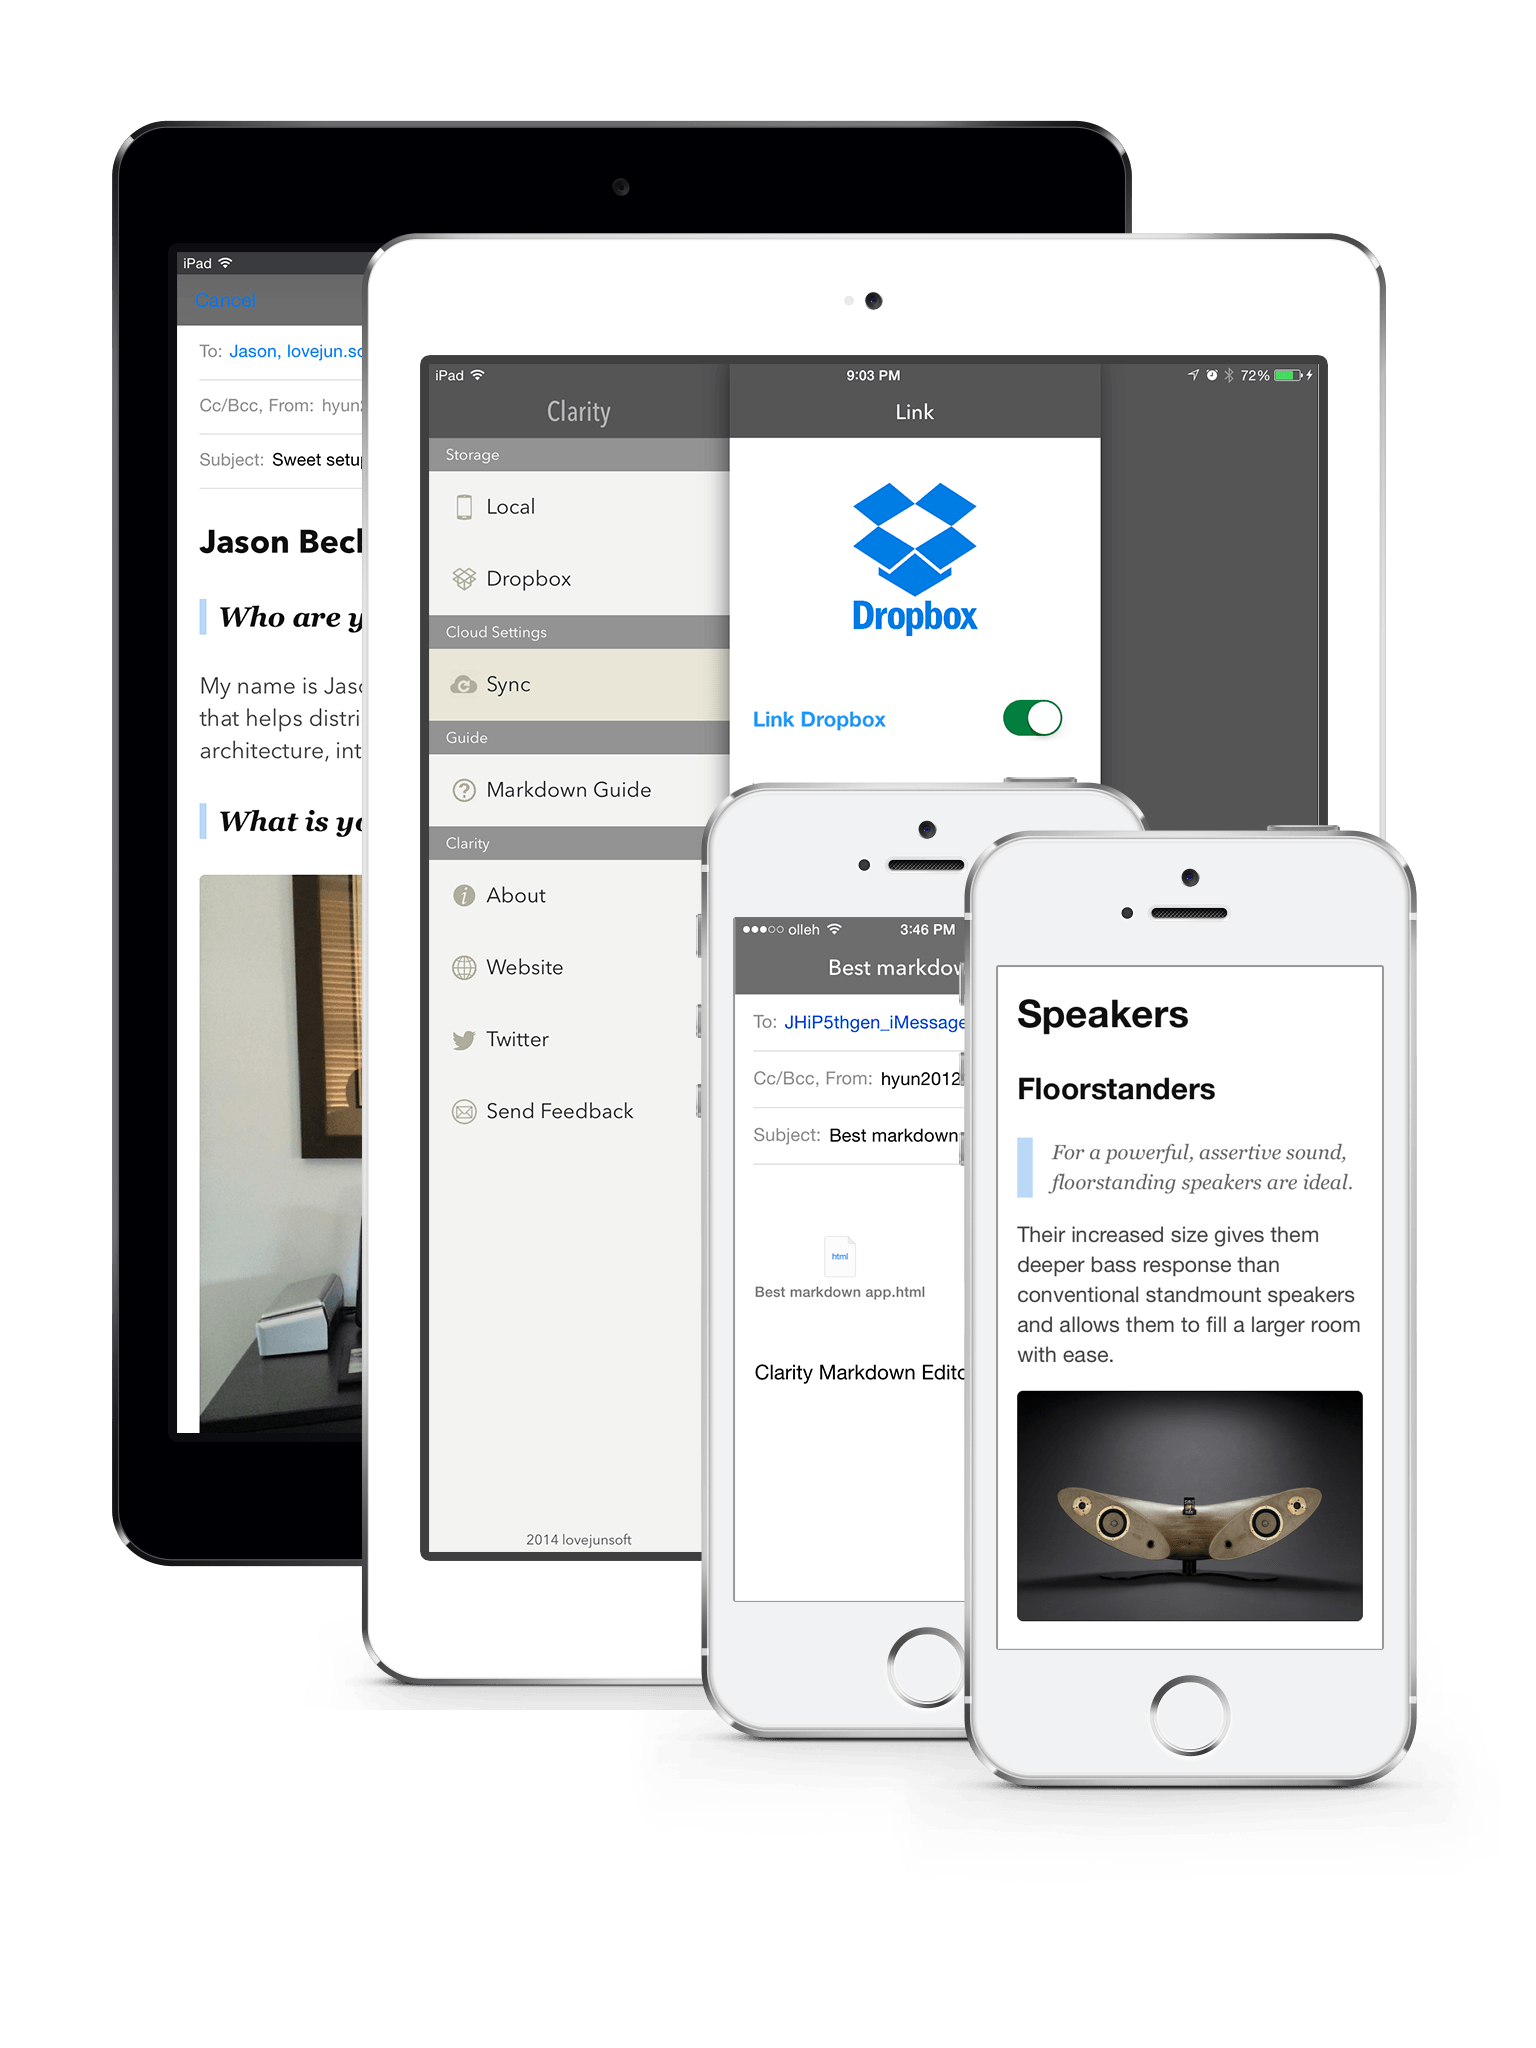 iPad
Cancel
To: Jason, lovejun.so
Cc/Bcc, From: hyun
Subject: Sweet setu
Jason Bec
Who are y
My name is Jas
that helps distri
architecture, int
What is y
iPad
9:03 PM
72%
Clarity
Storage
Local
Dropbox
Cloud Settings
Sync
Guide
Markdown Guide
Clarity
About
Website
Twitter
Send Feedback
2014 lovejunsoft
Link
Dropbox
Link Dropbox
olleh
3:46 PM
Best markdow
To: JHiP5thgen_iMessage
Cc/Bcc, From: hyun2012
Subject: Best markdown
html
Best markdown app.html
Clarity Markdown Edito
Speakers
Floorstanders
For a powerful, assertive sound,
floorstanding speakers are ideal.
Their increased size gives them
deeper bass response than
conventional standmount speakers
and allows them to fill a larger room
with ease.